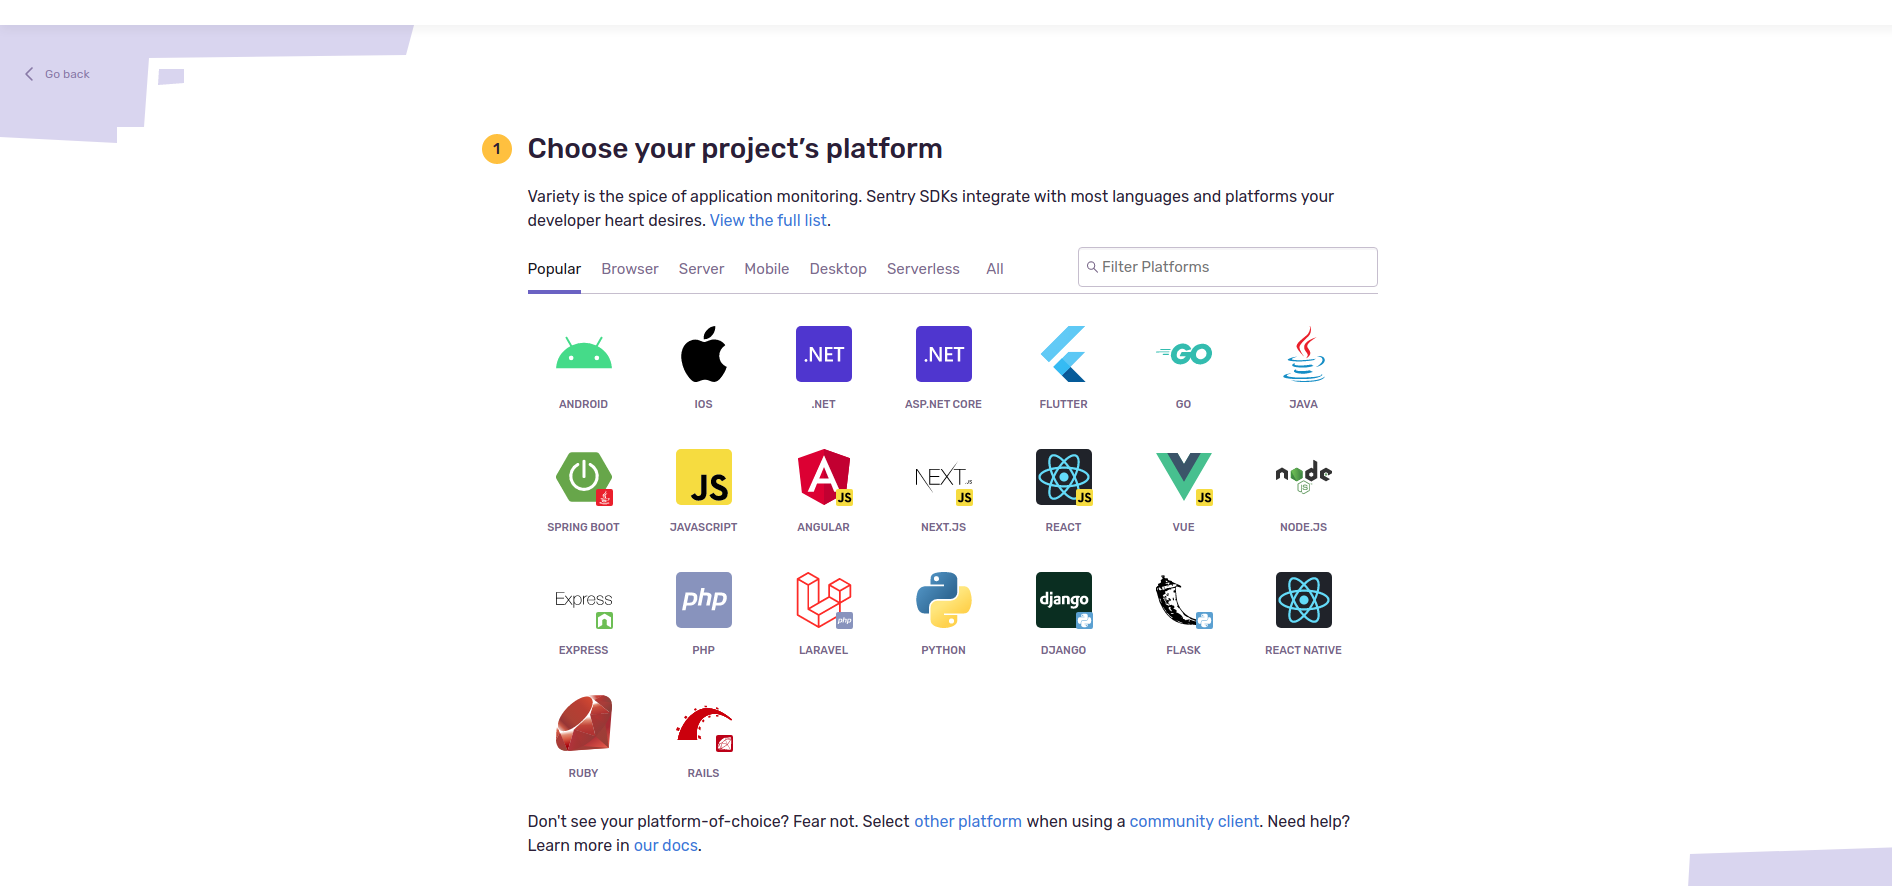 Go back
1
Choose your project’s platform
Variety is the spice of application monitoring. Sentry SDKs integrate with most languages and platforms your
developer heart desires. View the full list.
Popular Browser Server Mobile Desktop Serverless All
Filter Platforms
.NET .NET GO
ANDROID IOS .NET ASP.NET CORE FLUTTER GO JAVA
JS JS NEXT.JS JS JS JS node JS
SPRING BOOT JAVASCRIPT ANGULAR NEXT.JS REACT VUE NODE.JS
Express php php django
EXPRESS PHP LARAVEL PYTHON DJANGO FLASK REACT NATIVE
RUBY RAILS
Don't see your platform-of-choice? Fear not. Select other platform when using a community client. Need help?
Learn more in our docs.